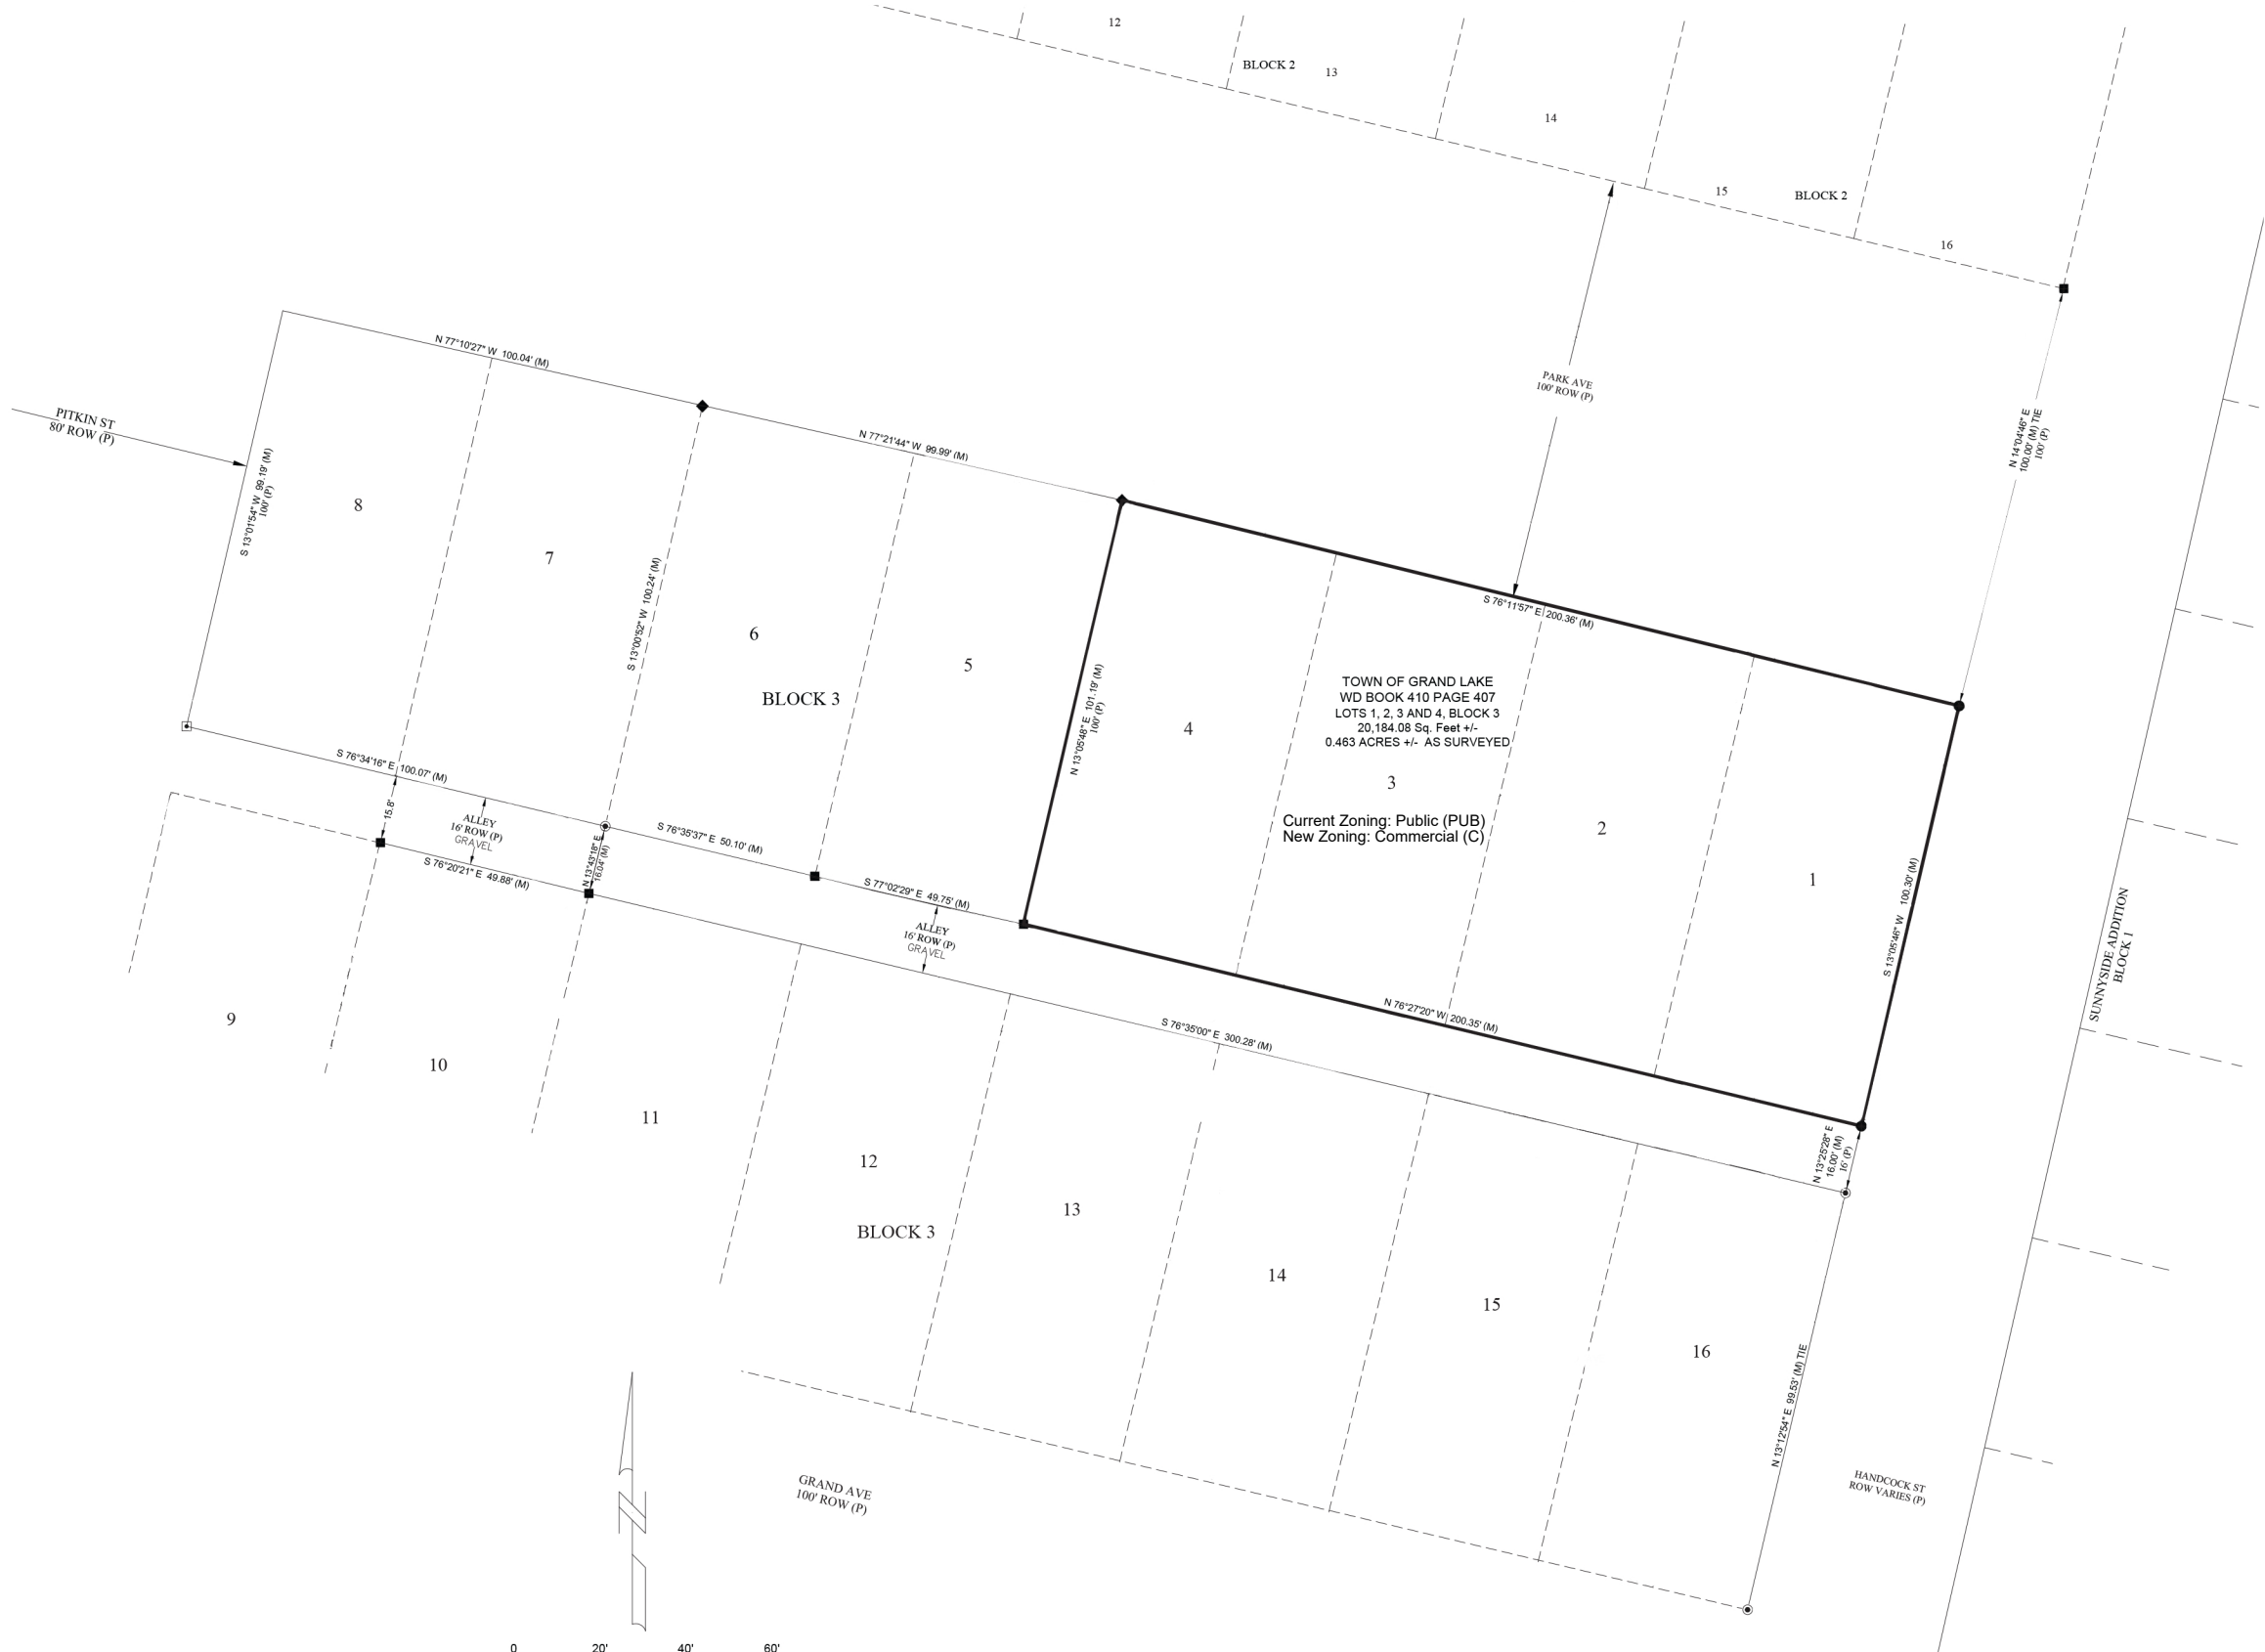 12
BLOCK 2
13
14
15
BLOCK 2
16
N 77°10'27" W 100.04' (M)
PITKIN ST
80' ROW (P)
S 13°01'54" W 99.19' (M)
100' (P)
8
7
S 13°00'52" W 100.24' (M)
N 77°21'44" W 99.99' (M)
6
5
BLOCK 3
PARK AVE
100' ROW (P)
N 14°04'46" E
100.00' (M) TIE
100' (P)
S 76°11'57" E 200.36' (M)
N 13°05'48" E 101.19' (M)
100' (P)
4
TOWN OF GRAND LAKE
WD BOOK 410 PAGE 407
LOTS 1, 2, 3 AND 4, BLOCK 3
20,184.08 Sq. Feet +/-
0.463 ACRES +/- AS SURVEYED
3
Current Zoning: Public (PUB)
New Zoning: Commercial (C)
2
1
S 13°05'46" W 100.30' (M)
SUNNYSIDE ADDITION
BLOCK 1
S 76°34'16" E 100.07' (M)
15.8'
ALLEY
16' ROW (P)
GRAVEL
S 76°20'21" E 49.88' (M)
N 13°43'18" E
16.04' (M)
S 76°35'37" E 50.10' (M)
S 77°02'29" E 49.75' (M)
ALLEY
16' ROW (P)
GRAVEL
N 76°27'20" W 200.35' (M)
S 76°35'00" E 300.28' (M)
N 13°25'28" E
16.00' (M)
16' (P)
9
10
11
12
BLOCK 3
13
14
15
16
N 13°12'54" E 99.53' (M) TIE
GRAND AVE
100' ROW (P)
HANDCOCK ST
ROW VARIES (P)
0 20' 40' 60'